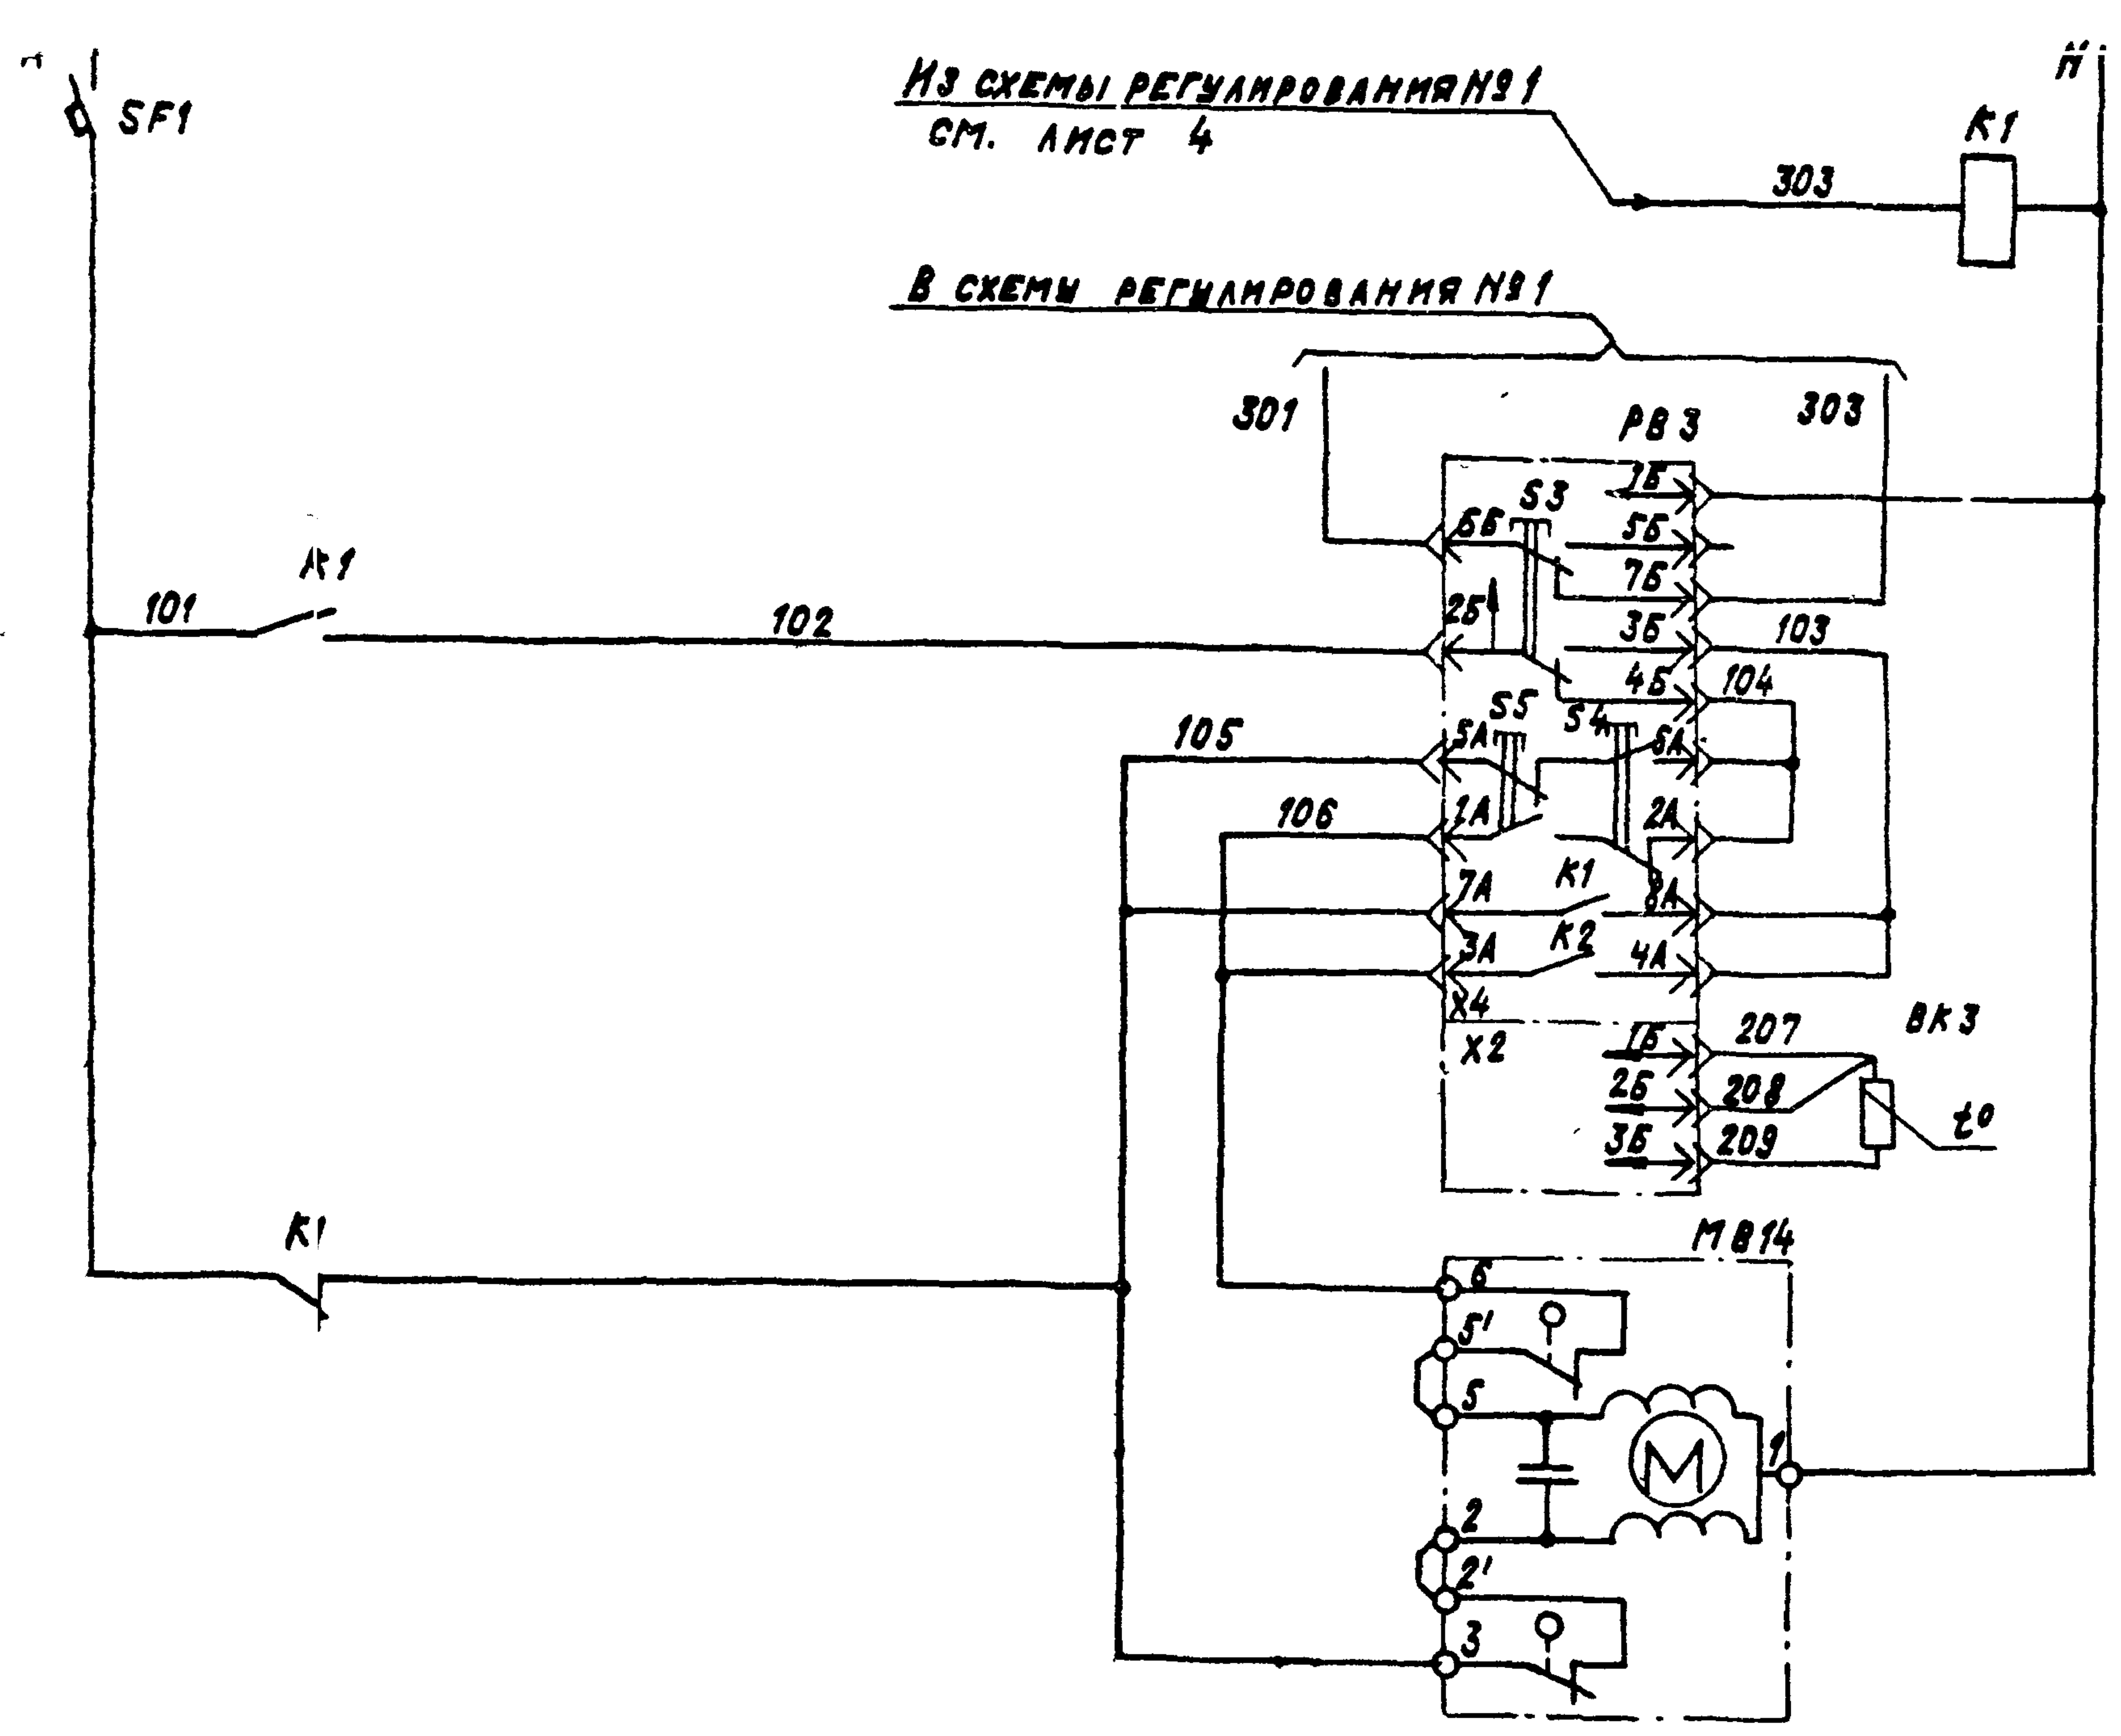 SF1
Из схемы регулирования №1
см. лист 4
К1
303
В схемы регулирования №1
301
303
РВ3
1Б
S3
6Б
5Б
7Б
К1
101
102
2Б
3Б
103
4Б
104
S5
S4
105
5А
6А
106
1А
2А
7А
К1
8А
3А
К2
4А
Х4
Х2
1Б
207
ВК3
2Б
208
t°
3Б
209
К1
МВ14
6
5'
5
М
1
2
2'
3